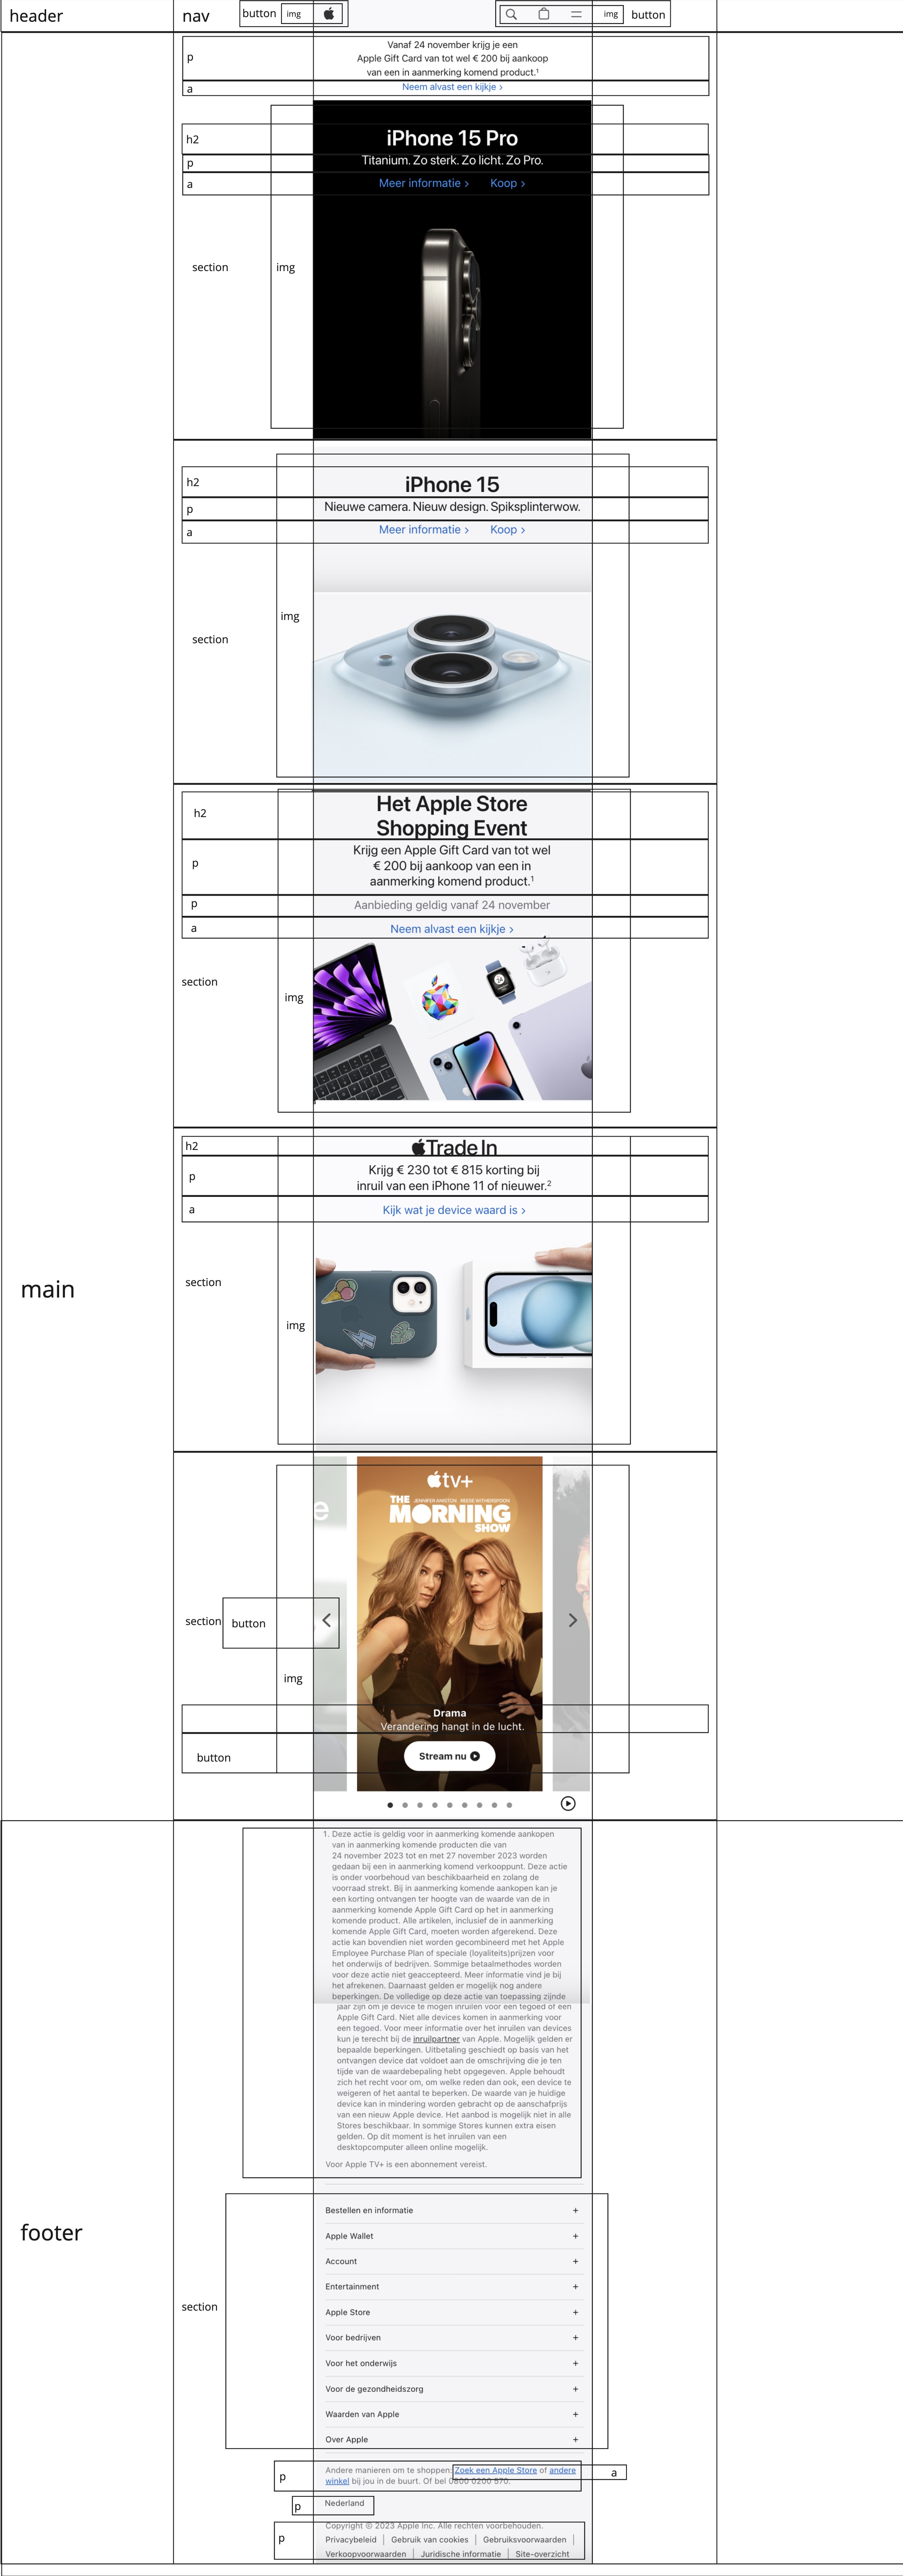 header
nav
button
img
img
button
p
Vanaf 24 november krijg je een
Apple Gift Card van tot wel € 200 bij aankoop
van een in aanmerking komend product.¹
a
Neem alvast een kijkje >
h2
iPhone 15 Pro
p
Titanium. Zo sterk. Zo licht. Zo Pro.
a
Meer informatie > Koop >
section
img
h2
iPhone 15
p
Nieuwe camera. Nieuw design. Spiksplinterwow.
a
Meer informatie > Koop >
img
section
h2
Het Apple Store
Shopping Event
p
Krijg een Apple Gift Card van tot wel
€ 200 bij aankoop van een in
aanmerking komend product.¹
p
Aanbieding geldig vanaf 24 november
a
Neem alvast een kijkje >
section
img
24
h2
Trade In
p
Krijg € 230 tot € 815 korting bij
inruil van een iPhone 11 of nieuwer.²
a
Kijk wat je device waard is >
section
main
img
tv+
e
JENNIFER ANISTON REESE WITHERSPOON
THE
MORNING
SHOW
section
button
img
Drama
Verandering hangt in de lucht.
button
Stream nu
1. Deze actie is geldig voor in aanmerking komende aankopen
van in aanmerking komende producten die van
24 november 2023 tot en met 27 november 2023 worden
gedaan bij een in aanmerking komend verkooppunt. Deze actie
is onder voorbehoud van beschikbaarheid en zolang de
voorraad strekt. Bij in aanmerking komende aankopen kan je
een korting ontvangen ter hoogte van de waarde van de in
aanmerking komende Apple Gift Card op het in aanmerking
komende product. Alle artikelen, inclusief de in aanmerking
komende Apple Gift Card, moeten worden afgerekend. Deze
actie kan bovendien niet worden gecombineerd met het Apple
Employee Purchase Plan of speciale (loyaliteits)prijzen voor
het onderwijs of bedrijven. Sommige betaalmethodes worden
voor deze actie niet geaccepteerd. Meer informatie vind je bij
het afrekenen. Daarnaast gelden er mogelijk nog andere
beperkingen. De volledige op deze actie van toepassing zijnde
jaar zijn om je device te mogen inruilen voor een tegoed of een
Apple Gift Card. Niet alle devices komen in aanmerking voor
een tegoed. Voor meer informatie over het inruilen van devices
kun je terecht bij de inruilpartner van Apple. Mogelijk gelden er
bepaalde beperkingen. Uitbetaling geschiedt op basis van het
ontvangen device dat voldoet aan de omschrijving die je ten
tijde van de waardebepaling hebt opgegeven. Apple behoudt
zich het recht voor om, om welke reden dan ook, een device te
weigeren of het aantal te beperken. De waarde van je huidige
device kan in mindering worden gebracht op de aanschafprijs
van een nieuw Apple device. Het aanbod is mogelijk niet in alle
Stores beschikbaar. In sommige Stores kunnen extra eisen
gelden. Op dit moment is het inruilen van een
desktopcomputer alleen online mogelijk.
Voor Apple TV+ is een abonnement vereist.
footer
section
Bestellen en informatie +
Apple Wallet +
Account +
Entertainment +
Apple Store +
Voor bedrijven +
Voor het onderwijs +
Voor de gezondheidszorg +
Waarden van Apple +
Over Apple +
p
Andere manieren om te shoppen: Zoek een Apple Store of andere
winkel bij jou in de buurt. Of bel 0800 0200 570.
a
p
Nederland
p
Copyright © 2023 Apple Inc. Alle rechten voorbehouden.
Privacybeleid | Gebruik van cookies | Gebruiksvoorwaarden |
Verkoopvoorwaarden | Juridische informatie | Site-overzicht